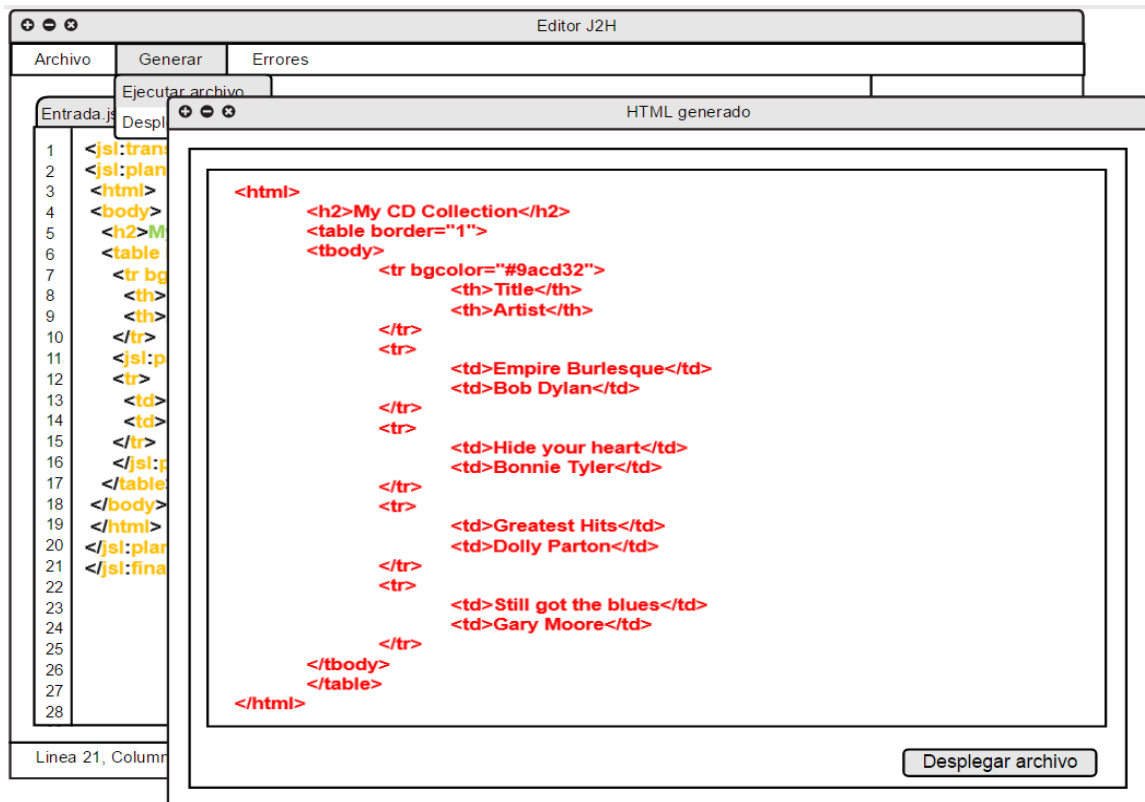 Editor J2H
Archivo Generar Errores
Ejecutar archivo
Entrada.js Despl
HTML generado
1 <jsl:trans
2 <jsl:plan
3 <html>
4 <body>
5 <h2>My
6 <table
7 <tr bg
8 <th>
9 <th>
10 </tr>
11 <jsl:p
12 <tr>
13 <td>
14 <td>
15 </tr>
16 </jsl:p
17 </table>
18 </body>
19 </html>
20 </jsl:plan
21 </jsl:fina
22
23
24
25
26
27
28
<html>
<h2>My CD Collection</h2>
<table border="1">
<tbody>
<tr bgcolor="#9acd32">
<th>Title</th>
<th>Artist</th>
</tr>
<tr>
<td>Empire Burlesque</td>
<td>Bob Dylan</td>
</tr>
<tr>
<td>Hide your heart</td>
<td>Bonnie Tyler</td>
</tr>
<tr>
<td>Greatest Hits</td>
<td>Dolly Parton</td>
</tr>
<tr>
<td>Still got the blues</td>
<td>Gary Moore</td>
</tr>
</tbody>
</table>
</html>
Linea 21, Column
Desplegar archivo